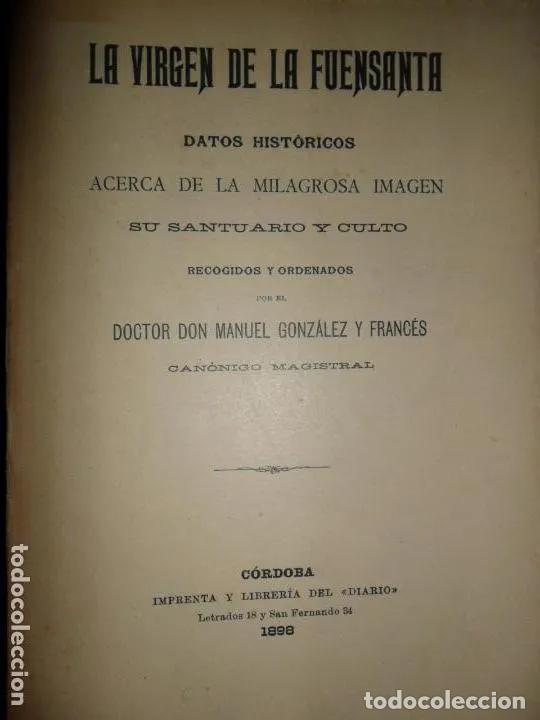 LA VIRGEN DE LA FUENSANTA
DATOS HISTÓRICOS
ACERCA DE LA MILAGROSA IMAGEN
SU SANTUARIO Y CULTO
RECOGIDOS Y ORDENADOS
POR EL
DOCTOR DON MANUEL GONZÁLEZ Y FRANCÉS
CANÓNIGO MAGISTRAL
CÓRDOBA
IMPRENTA Y LIBRERÍA DEL «DIARIO»
Letrados 18 y San Fernando 34
1898
todocoleccion
todocoleccion
todocoleccion.net